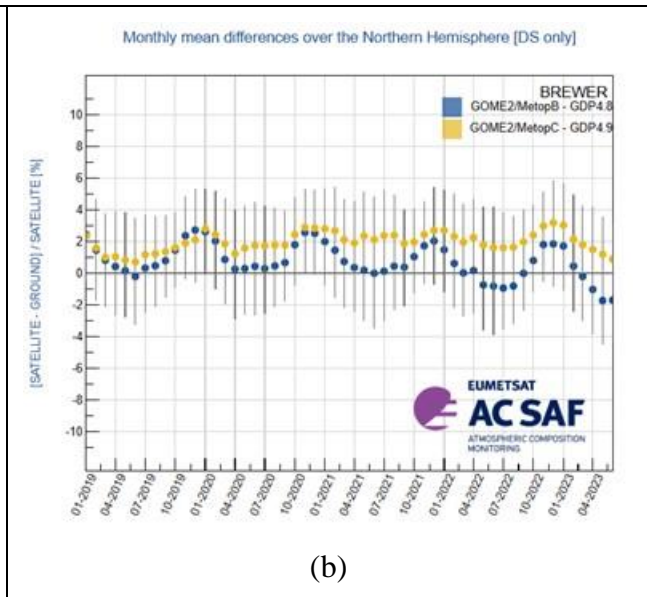 Monthly mean differences over the Northern Hemisphere [DS only]
BREWER
GOME2/MetopB - GDP4.8
GOME2/MetopC - GDP4.9
[SATELLITE - GROUND] / SATELLITE [%]
10
8
6
4
2
0
-2
-4
-6
-8
-10
EUMETSAT
AC SAF
ATMOSPHERIC COMPOSITION
MONITORING
01-2019
04-2019
07-2019
10-2019
01-2020
04-2020
07-2020
10-2020
01-2021
04-2021
07-2021
10-2021
01-2022
04-2022
07-2022
10-2022
01-2023
04-2023
(b)